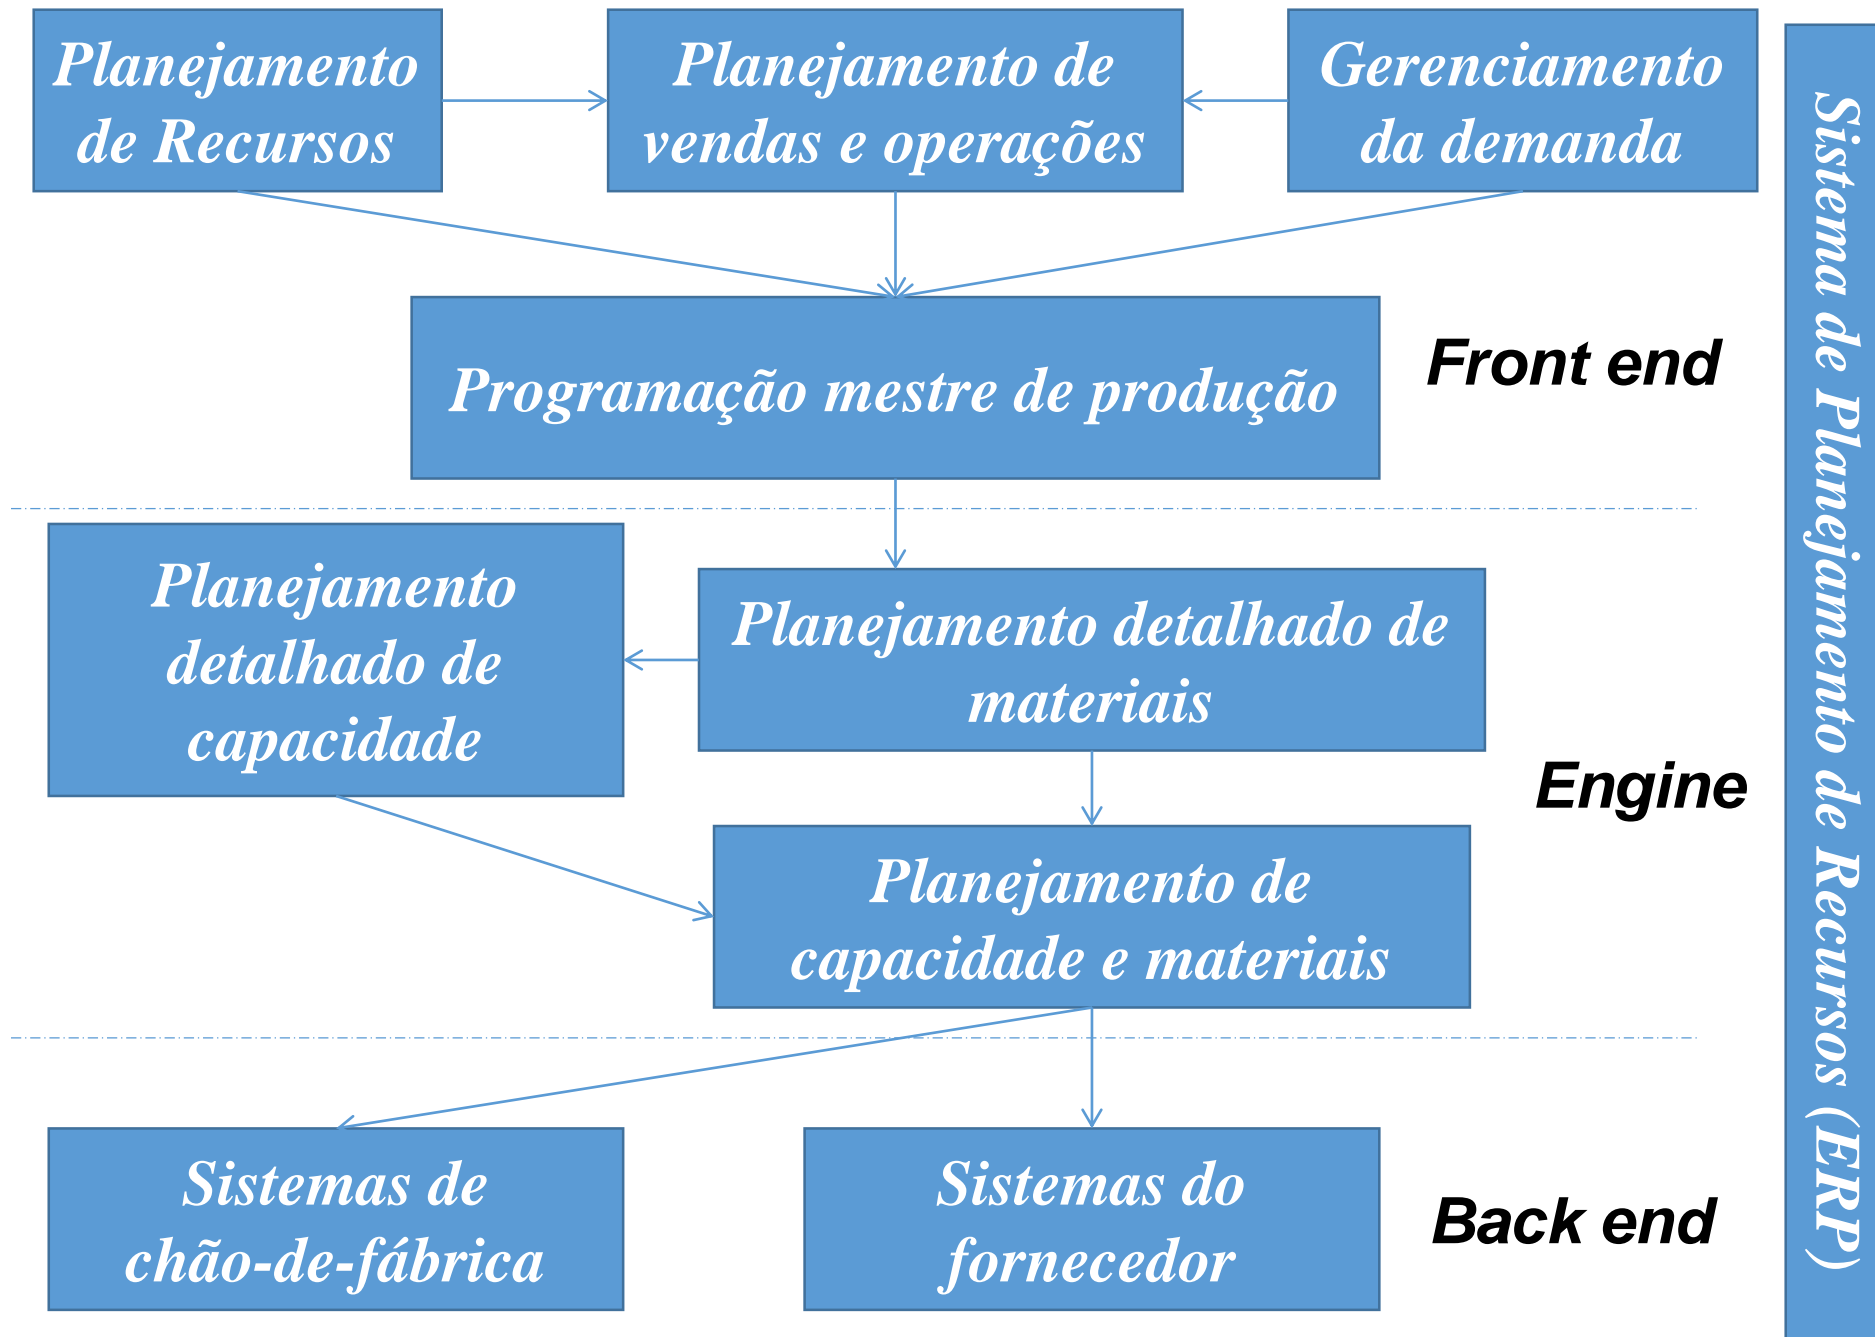 Planejamento
de Recursos
Planejamento de
vendas e operações
Gerenciamento
da demanda
Programação mestre de produção
Front end
Planejamento
detalhado de
capacidade
Planejamento detalhado de
materiais
Engine
Planejamento de
capacidade e materiais
Sistemas de
chão-de-fábrica
Sistemas do
fornecedor
Back end
Sistema de Planejamento de Recursos (ERP)